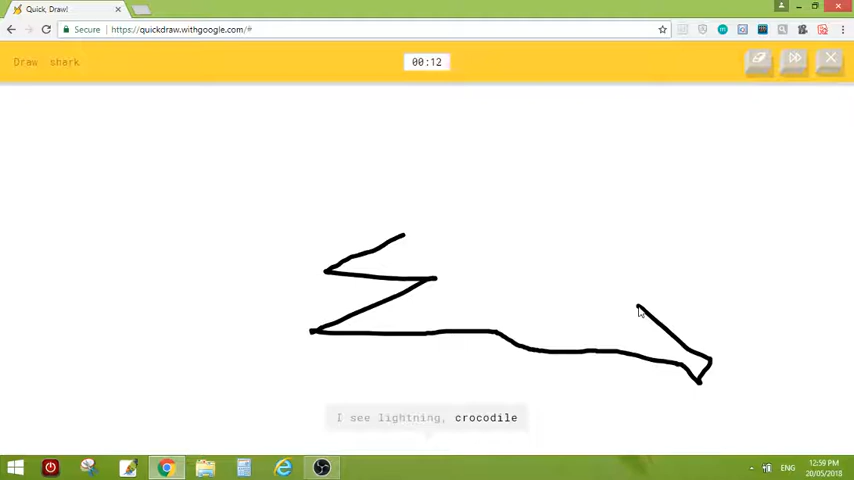 Quick, Draw!
Secure https://quickdraw.withgoogle.com/#
Draw shark
00:12
I see lightning, crocodile
ENG
12:59 PM
20/05/2018